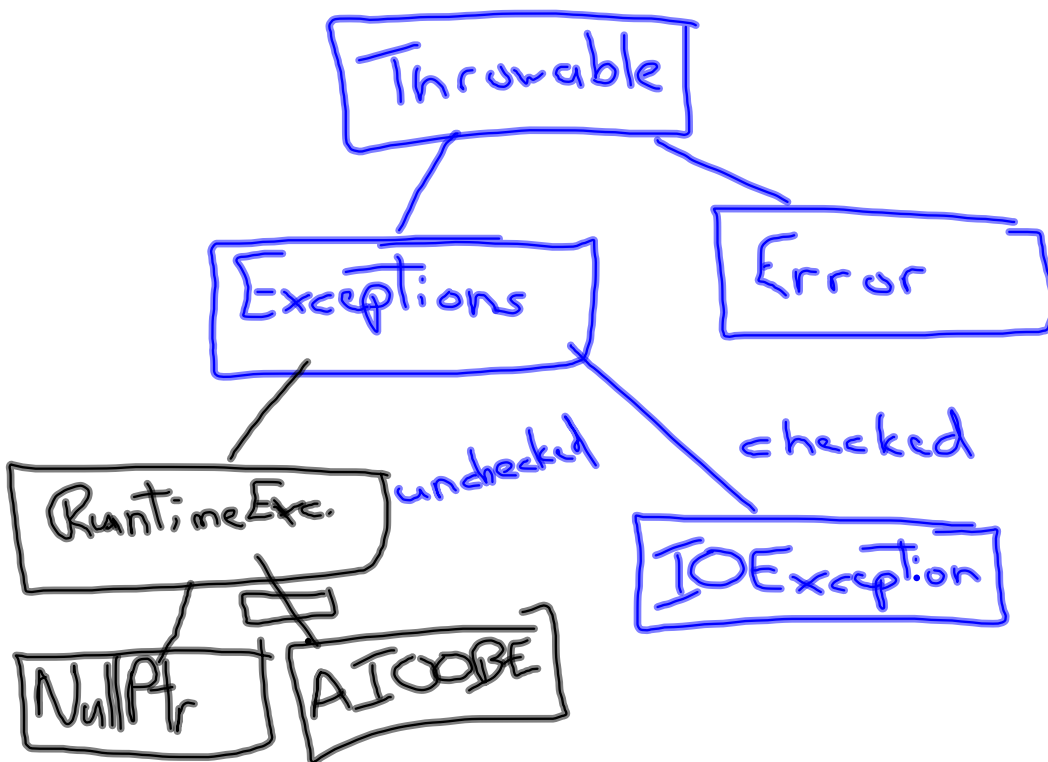 Throwable
Exceptions
Error
unchecked
checked
RuntimeExc.
IOException
NullPtr
AIOOBE